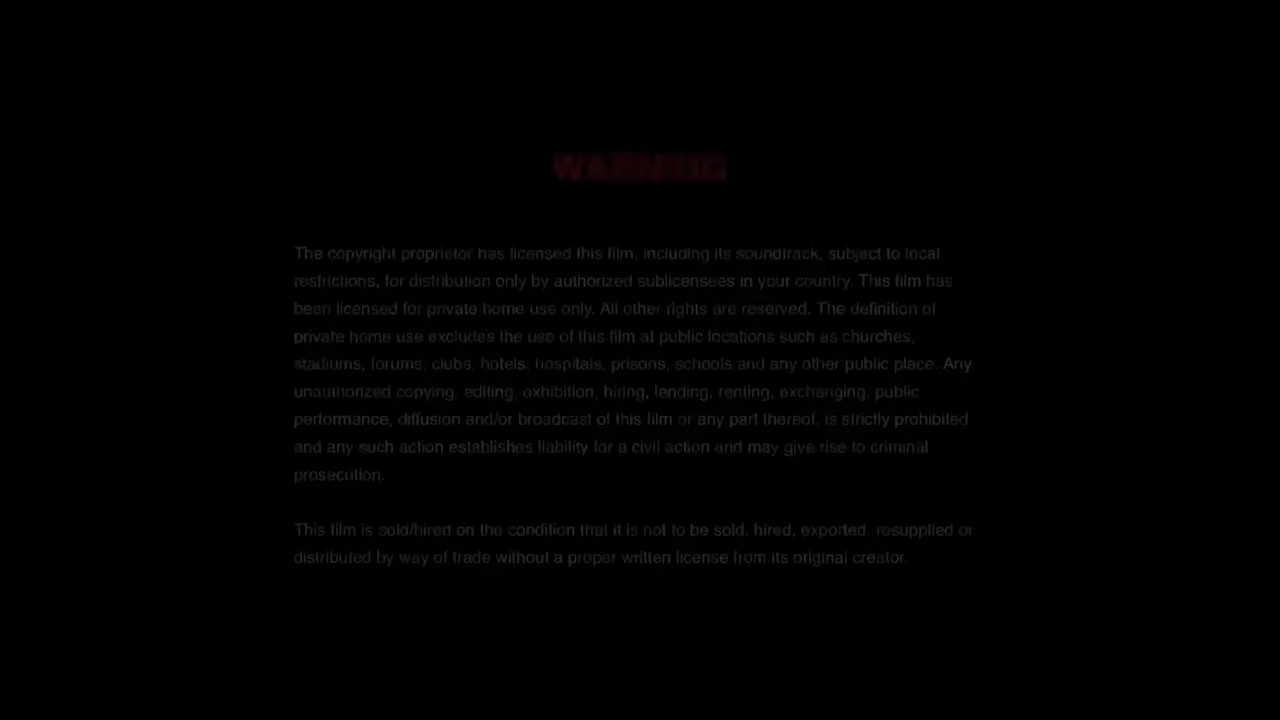 WARNING
The copyright proprietor has licensed this film, including its soundtrack, subject to local
restrictions, for distribution only by authorized sublicensees in your country. This film has
been licensed for private home use only. All other rights are reserved. The definition of
private home use excludes the use of this film at public locations such as churches,
stadiums, forums, clubs, hotels, hospitals, prisons, schools and any other public place. Any
unauthorized copying, editing, exhibition, hiring, lending, renting, exchanging, public
performance, diffusion and/or broadcast of this film or any part thereof, is strictly prohibited
and any such action establishes liability for a civil action and may give rise to criminal
prosecution.
This film is sold/hired on the condition that it is not to be sold, hired, exported, resupplied or
distributed by way of trade without a proper written license from its original creator.